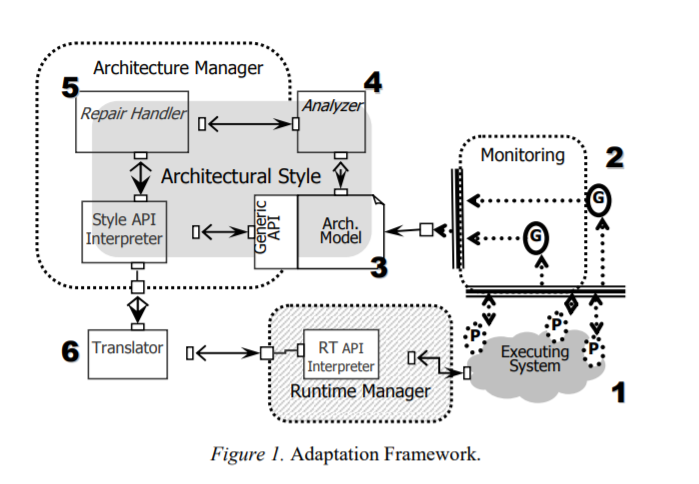 Architecture Manager
5
4
Repair Handler
Analyzer
Monitoring
2
Architectural Style
G
G
Style API
Interpreter
Generic
API
Arch.
Model
3
6
Translator
RT API
Interpreter
Runtime Manager
P
P
P
Executing
System
1
Figure 1. Adaptation Framework.